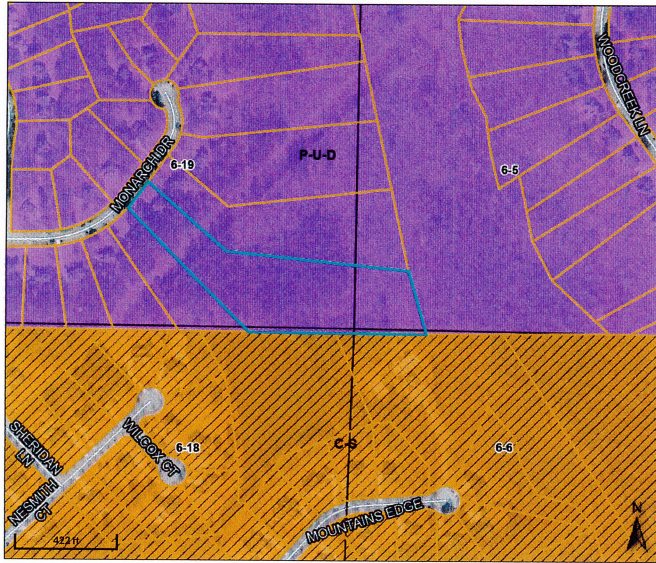 WOODCREEK LN
P-U-D
MONARCH DR
6-19
6-5
SHERIDAN LN
WILCOX CT
6-18
C-S
6-6
NESMITH CT
MOUNTAINS EDGE
N
422 ft